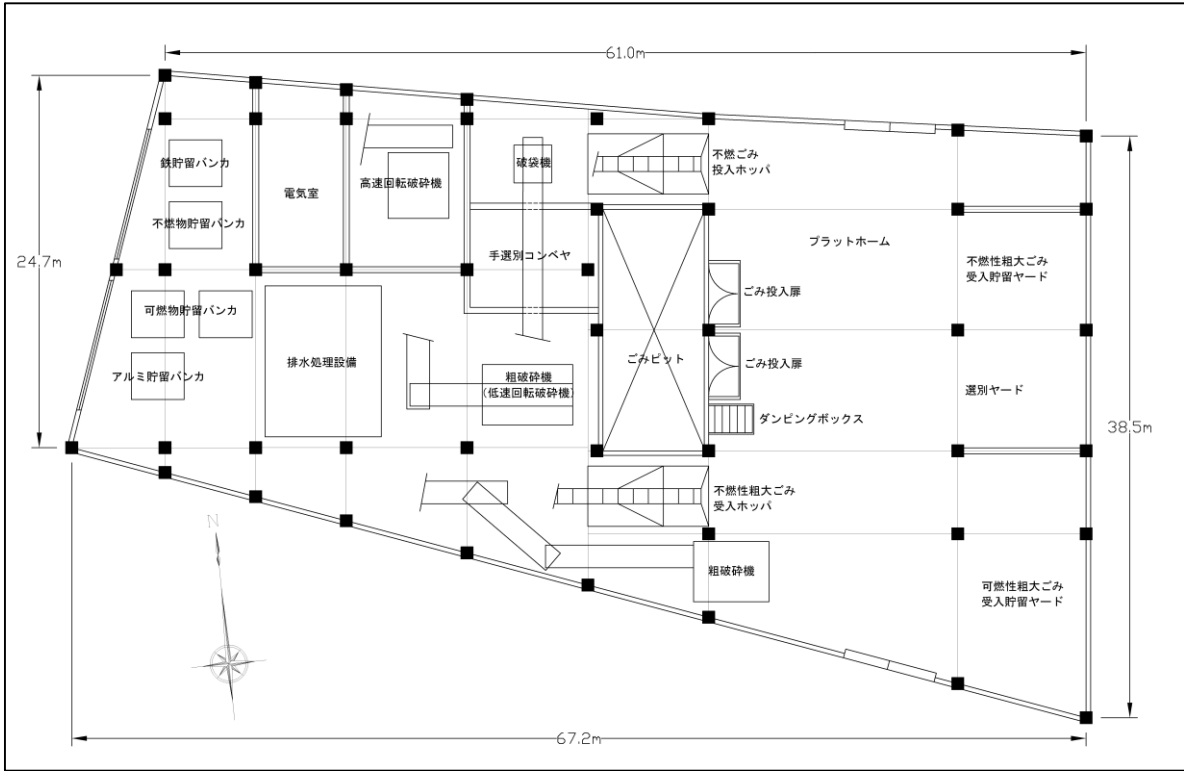 61.0m
24.7m
鉄貯留バンカ
不燃物貯留バンカ
可燃物貯留バンカ
アルミ貯留バンカ
電気室
高速回転破砕機
破袋機
手選別コンベヤ
排水処理設備
粗破砕機
(低速回転破砕機)
ごみピット
不燃ごみ
投入ホッパ
プラットホーム
ごみ投入扉
ごみ投入扉
ダンピングボックス
不燃性粗大ごみ
受入ホッパ
粗破砕機
不燃性粗大ごみ
受入貯留ヤード
選別ヤード
可燃性粗大ごみ
受入貯留ヤード
38.5m
N
67.2m